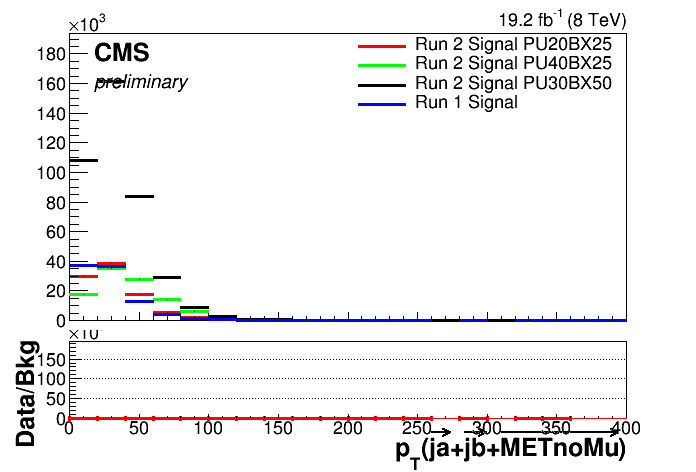 ×10³
19.2 fb⁻¹ (8 TeV)
CMS
preliminary
Run 2 Signal PU20BX25
Run 2 Signal PU40BX25
Run 2 Signal PU30BX50
Run 1 Signal
180
160
140
120
100
80
60
40
20
0
Data/Bkg
150
100
50
0
0 50 100 150 200 250 300 350 400
p_T(ja+jb+METnoMu)